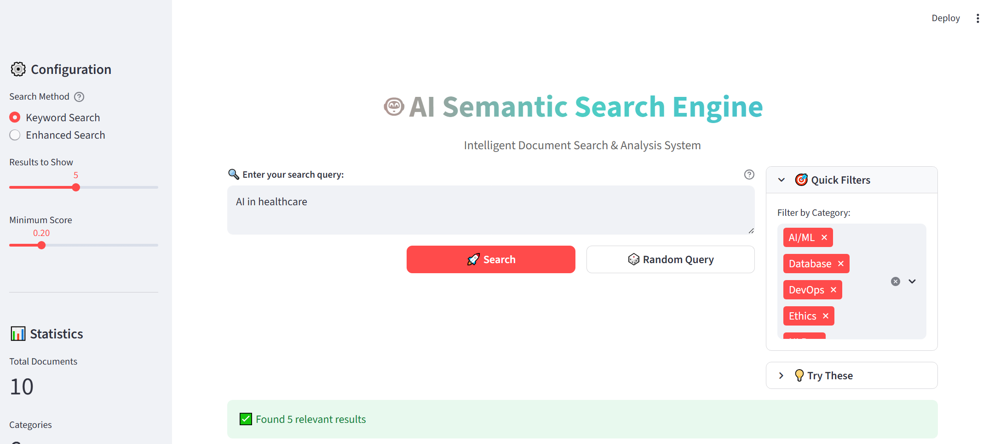 Deploy
Configuration
Search Method
Keyword Search
Enhanced Search
Results to Show
5
Minimum Score
0.20
Statistics
Total Documents
10
Categories
AI Semantic Search Engine
Intelligent Document Search & Analysis System
Enter your search query:
AI in healthcare
Search
Random Query
Quick Filters
Filter by Category:
AI/ML
Database
DevOps
Ethics
Try These
Found 5 relevant results